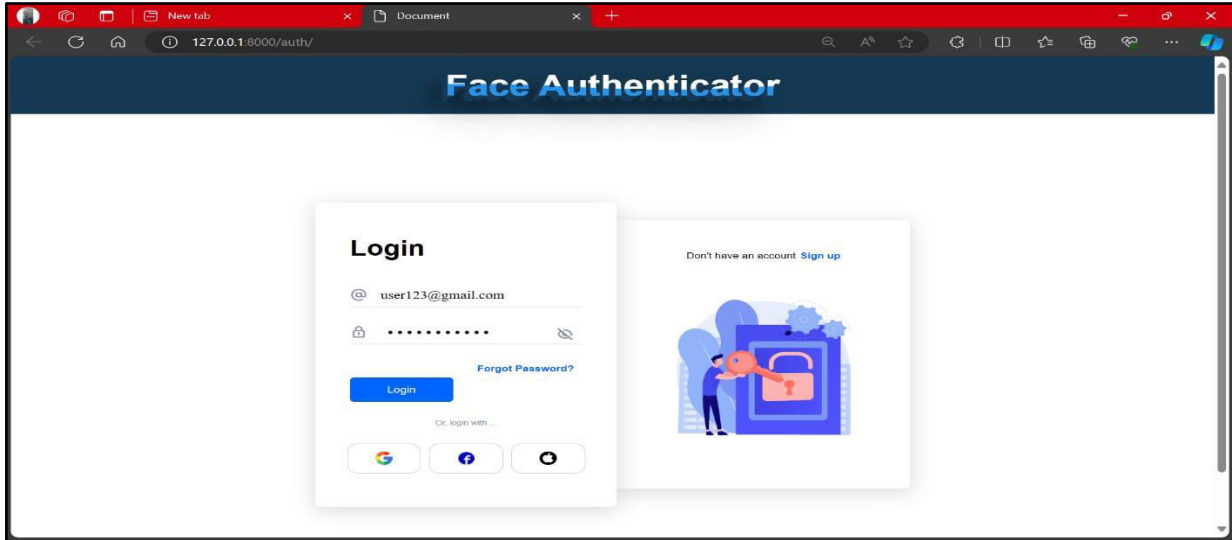 New tab
Document
127.0.0.1:8000/auth/
Face Authenticator
Login
user123@gmail.com
•••••••••••
Forgot Password?
Login
Or, login with ...
Don't have an account Sign up